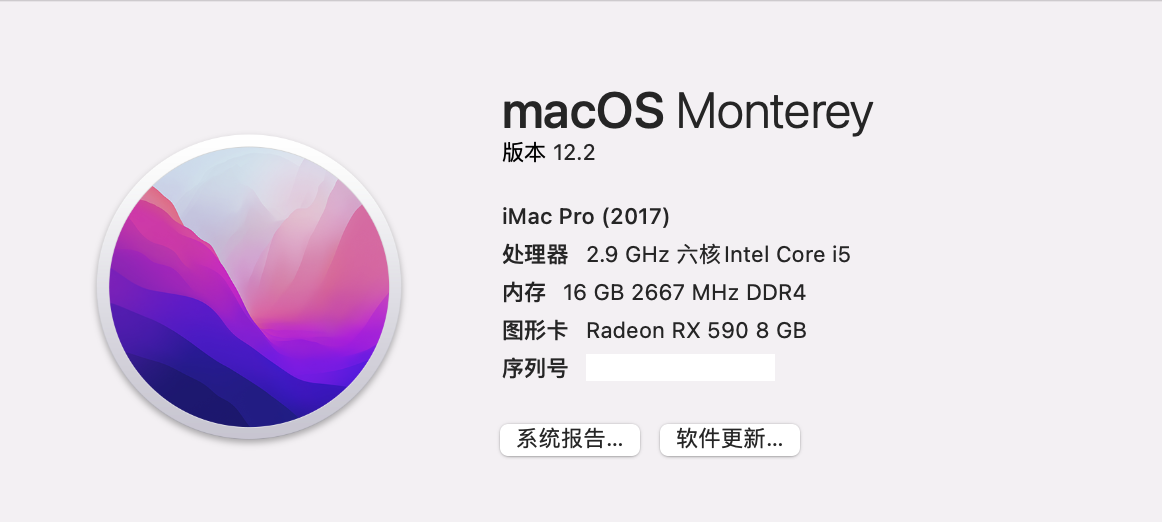 macOS Monterey
版本 12.2
iMac Pro (2017)
处理器 2.9 GHz 六核Intel Core i5
内存 16 GB 2667 MHz DDR4
图形卡 Radeon RX 590 8 GB
序列号
系统报告... 软件更新...